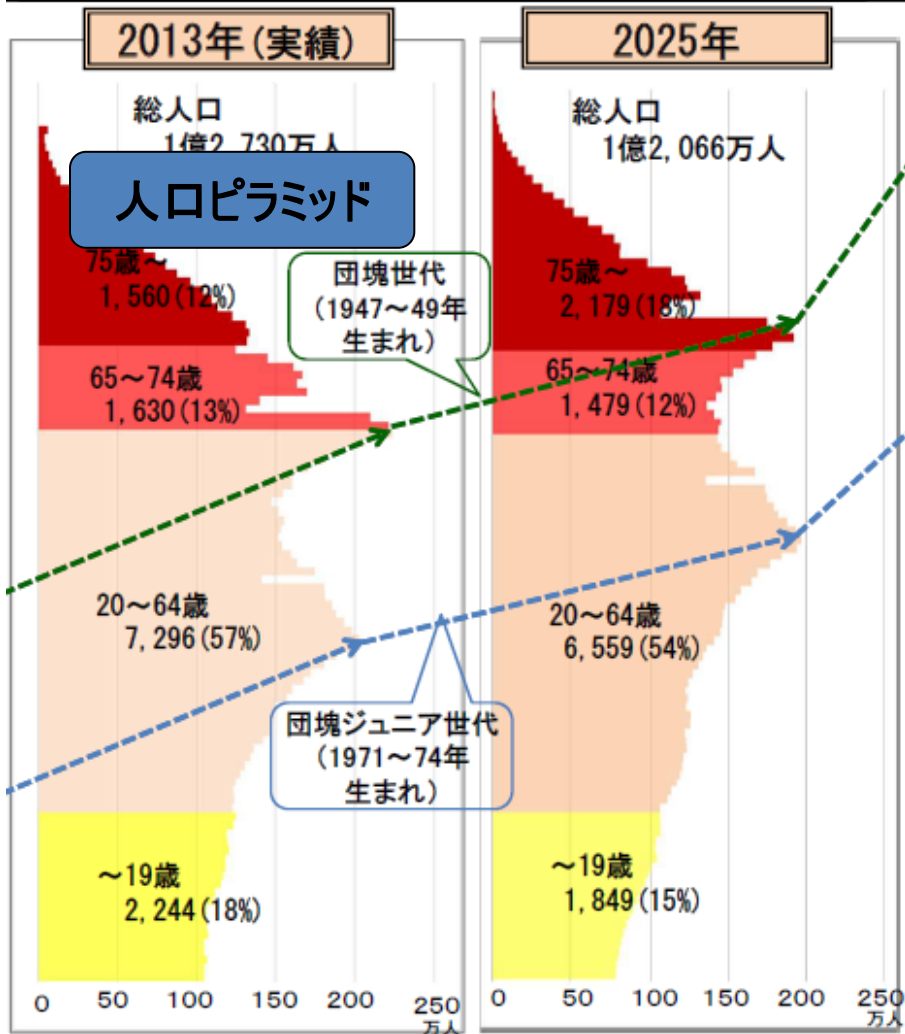 2013年(実績)
総人口
1億2,730万人
人口ピラミッド
75歳～
1,560(12%)
65～74歳
1,630(13%)
20～64歳
7,296(57%)
～19歳
2,244(18%)
0 50 100 150 200 250
万人
団塊世代
(1947～49年
生まれ)
団塊ジュニア世代
(1971～74年
生まれ)
2025年
総人口
1億2,066万人
75歳～
2,179(18%)
65～74歳
1,479(12%)
20～64歳
6,559(54%)
～19歳
1,849(15%)
0 50 100 150 200 250
万人